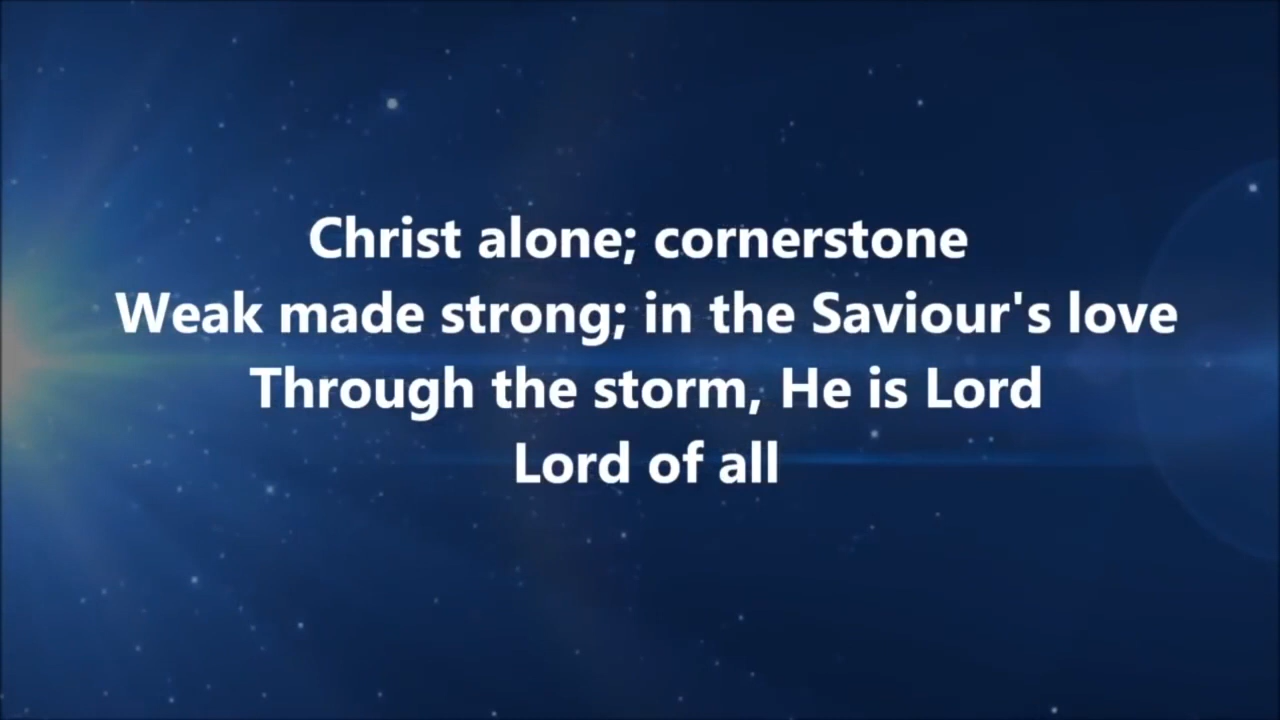 Christ alone; cornerstone
Weak made strong; in the Saviour's love
Through the storm, He is Lord
Lord of all